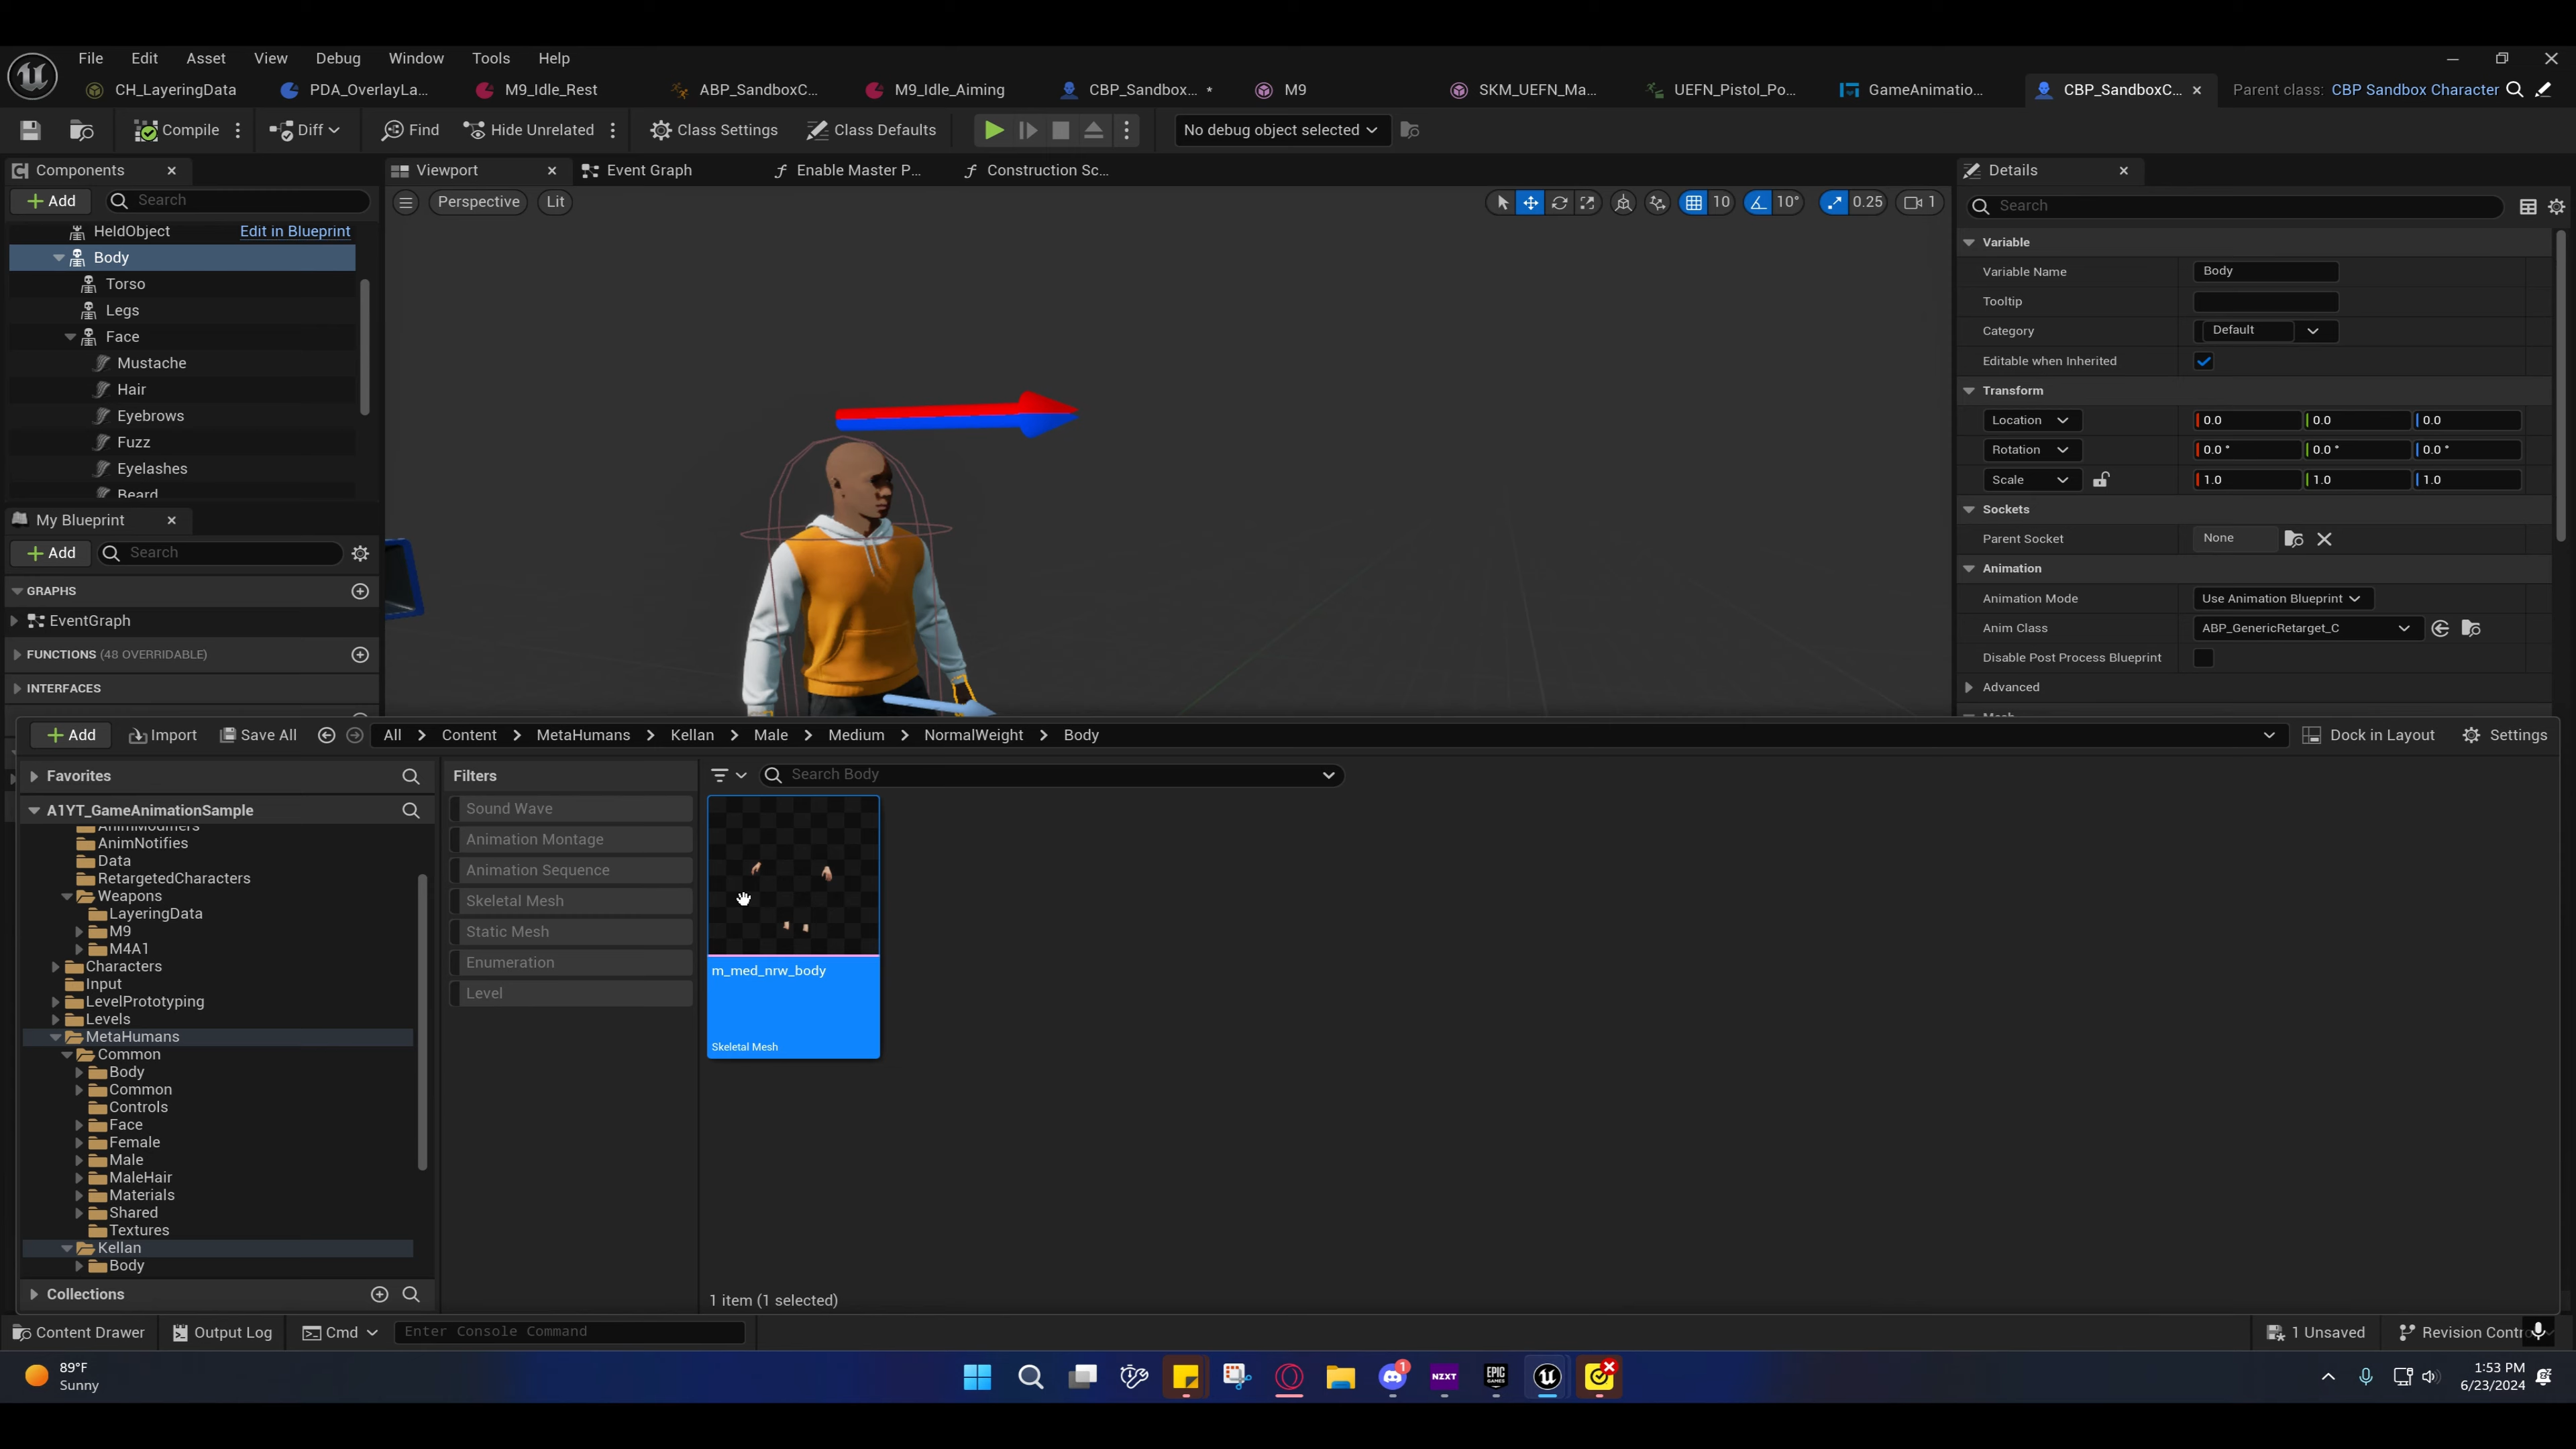 File Edit Asset View Debug Window Tools Help
CH_LayeringData PDA_OverlayLa... M9_Idle_Rest ABP_SandboxC... M9_Idle_Aiming CBP_Sandbox... * M9 SKM_UEFN_Ma... UEFN_Pistol_Po... GameAnimatio... CBP_SandboxC... Parent class: CBP Sandbox Character
Compile Diff Find Hide Unrelated Class Settings Class Defaults No debug object selected
Components Viewport Event Graph Enable Master P... Construction Sc... Details
Add Search Perspective Lit 10 10° 0.25 1 Search
HeldObject Edit in Blueprint
Body
Torso
Legs
Face
Mustache
Hair
Eyebrows
Fuzz
Eyelashes
Beard
My Blueprint
Add Search
GRAPHS
EventGraph
FUNCTIONS (48 OVERRIDABLE)
INTERFACES
Variable
Variable Name Body
Tooltip
Category Default
Editable when Inherited
Transform
Location 0.0 0.0 0.0
Rotation 0.0 ° 0.0 ° 0.0 °
Scale 1.0 1.0 1.0
Sockets
Parent Socket None
Animation
Animation Mode Use Animation Blueprint
Anim Class ABP_GenericRetarget_C
Disable Post Process Blueprint
Advanced
Mesh
Add Import Save All All Content MetaHumans Kellan Male Medium NormalWeight Body Dock in Layout Settings
Favorites
A1YT_GameAnimationSample
AnimModifiers
AnimNotifies
Data
RetargetedCharacters
Weapons
LayeringData
M9
M4A1
Characters
Input
LevelPrototyping
Levels
MetaHumans
Common
Body
Common
Controls
Face
Female
Male
MaleHair
Materials
Shared
Textures
Kellan
Body
Collections
Filters
Sound Wave
Animation Montage
Animation Sequence
Skeletal Mesh
Static Mesh
Enumeration
Level
Search Body
m_med_nrw_body
Skeletal Mesh
1 item (1 selected)
Content Drawer Output Log Cmd Enter Console Command 1 Unsaved Revision Contr
89°F
Sunny
1
NZXT
EPIC
GAMES
1:53 PM
6/23/2024